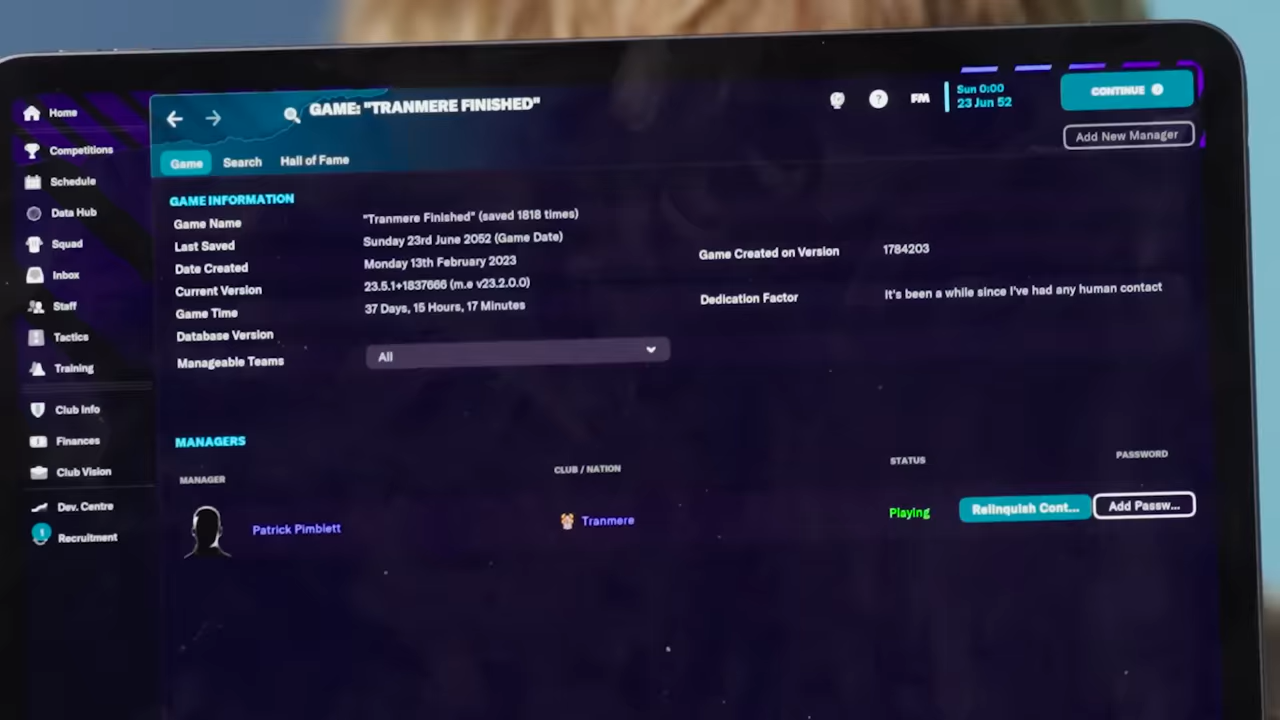 Home
Competitions
Schedule
Data Hub
Squad
Inbox
Staff
Tactics
Training
Club Info
Finances
Club Vision
Dev. Centre
1
Recruitment
GAME: "TRANMERE FINISHED"
?
FM
Sun 0:00
23 Jun 52
CONTINUE
Add New Manager
Game
Search
Hall of Fame
GAME INFORMATION
Game Name
"Tranmere Finished" (saved 1818 times)
Last Saved
Sunday 23rd June 2052 (Game Date)
Date Created
Monday 13th February 2023
Current Version
23.5.1+1837666 (m.e v23.2.0.0)
Game Time
37 Days, 15 Hours, 17 Minutes
Database Version
Manageable Teams
All
Game Created on Version
1784203
Dedication Factor
It's been a while since I've had any human contact
MANAGERS
MANAGER
CLUB / NATION
STATUS
PASSWORD
Patrick Pimblett
Tranmere
Playing
Relinquish Cont...
Add Passw...